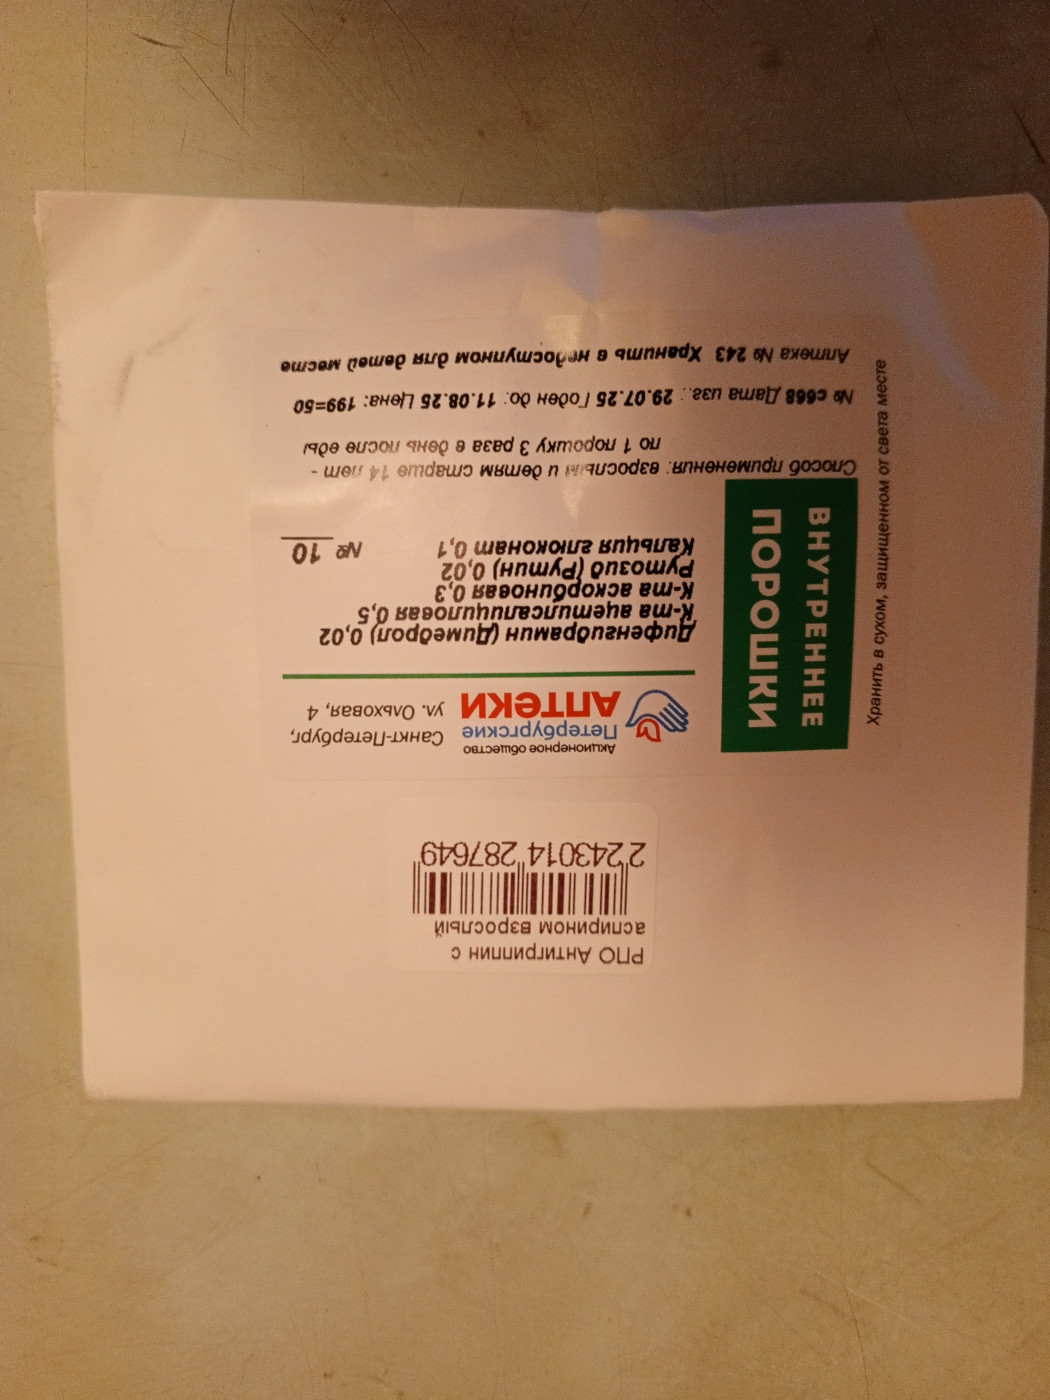 РПО Антигриппин с
аспирином взрослый
2 243014 287649
Акционерное общество
Петербургские
АПТЕКИ
Санкт-Петербург,
ул. Ольховая, 4
ВНУТРЕННЕЕ
ПОРОШКИ
Дифенгидрамин (Димедрол) 0,02
К-та ацетилсалициловая 0,5
К-та аскорбиновая 0,3
Рутозид (Рутин) 0,02
Кальция глюконат 0,1
№ 10
Способ применения: взрослым и детям старше 14 лет -
по 1 порошку 3 раза в день после еды
№ с668 Дата изг.: 29.07.25 Годен до: 11.08.25 Цена: 199=50
Аптека № 243 Хранить в недоступном для детей месте
Хранить в сухом, защищенном от света месте